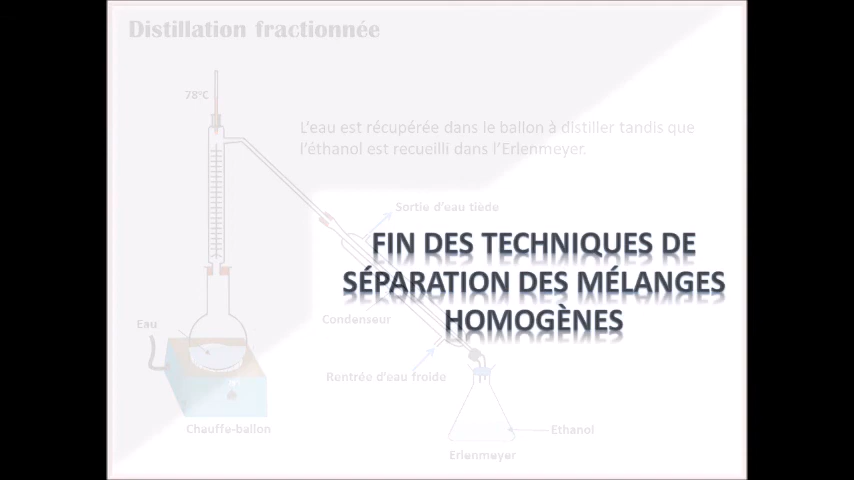 Distillation fractionnée
78°C
L'eau est récupérée dans le ballon à distiller tandis que
l'éthanol est recueilli dans l'Erlenmeyer.
Sortie d'eau tiède
FIN DES TECHNIQUES DE
SÉPARATION DES MÉLANGES
HOMOGÈNES
Condenseur
Eau
Rentrée d'eau froide
Chauffe-ballon
Ethanol
Erlenmeyer